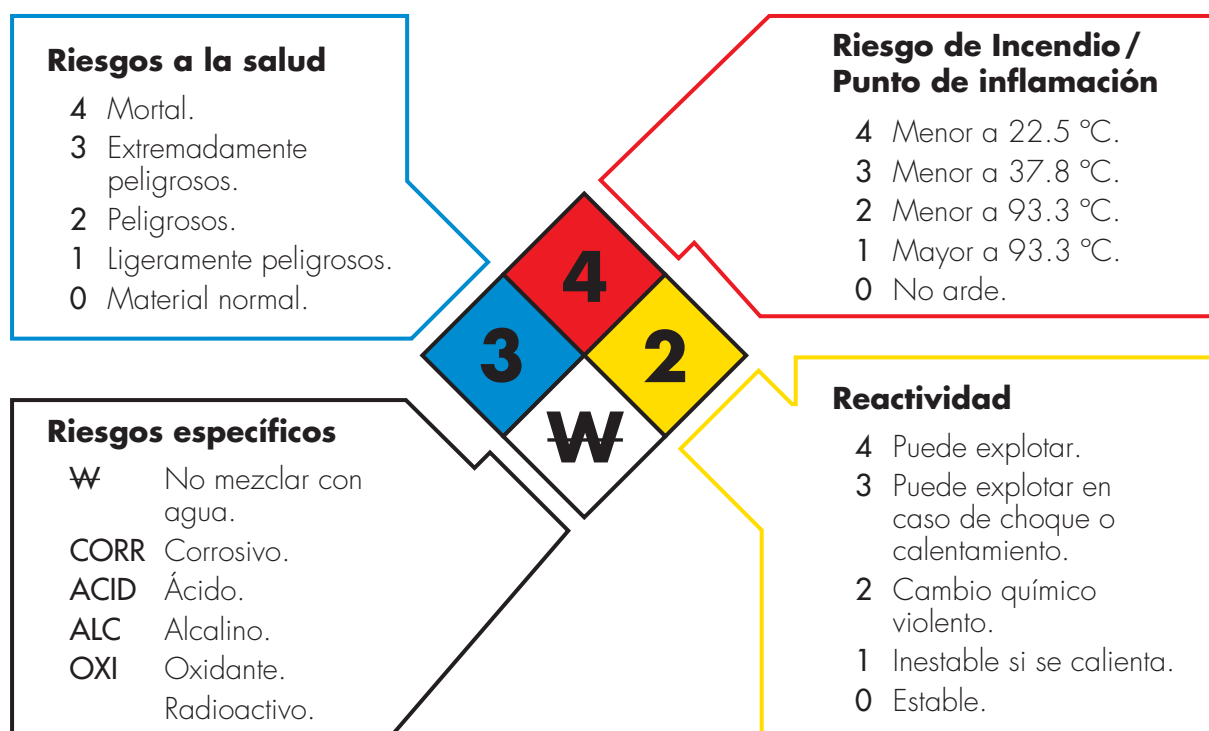 Riesgos a la salud
4 Mortal.
3 Extremadamente
peligrosos.
2 Peligrosos.
1 Ligeramente peligrosos.
0 Material normal.
Riesgo de Incendio/
Punto de inflamación
4 Menor a 22.5 ºC.
3 Menor a 37.8 ºC.
2 Menor a 93.3 ºC.
1 Mayor a 93.3 ºC.
0 No arde.
4
3
2
W̶
Riesgos específicos
W̶ No mezclar con
agua.
CORR Corrosivo.
ACID Ácido.
ALC Alcalino.
OXI Oxidante.
Radioactivo.
Reactividad
4 Puede explotar.
3 Puede explotar en
caso de choque o
calentamiento.
2 Cambio químico
violento.
1 Inestable si se calienta.
0 Estable.